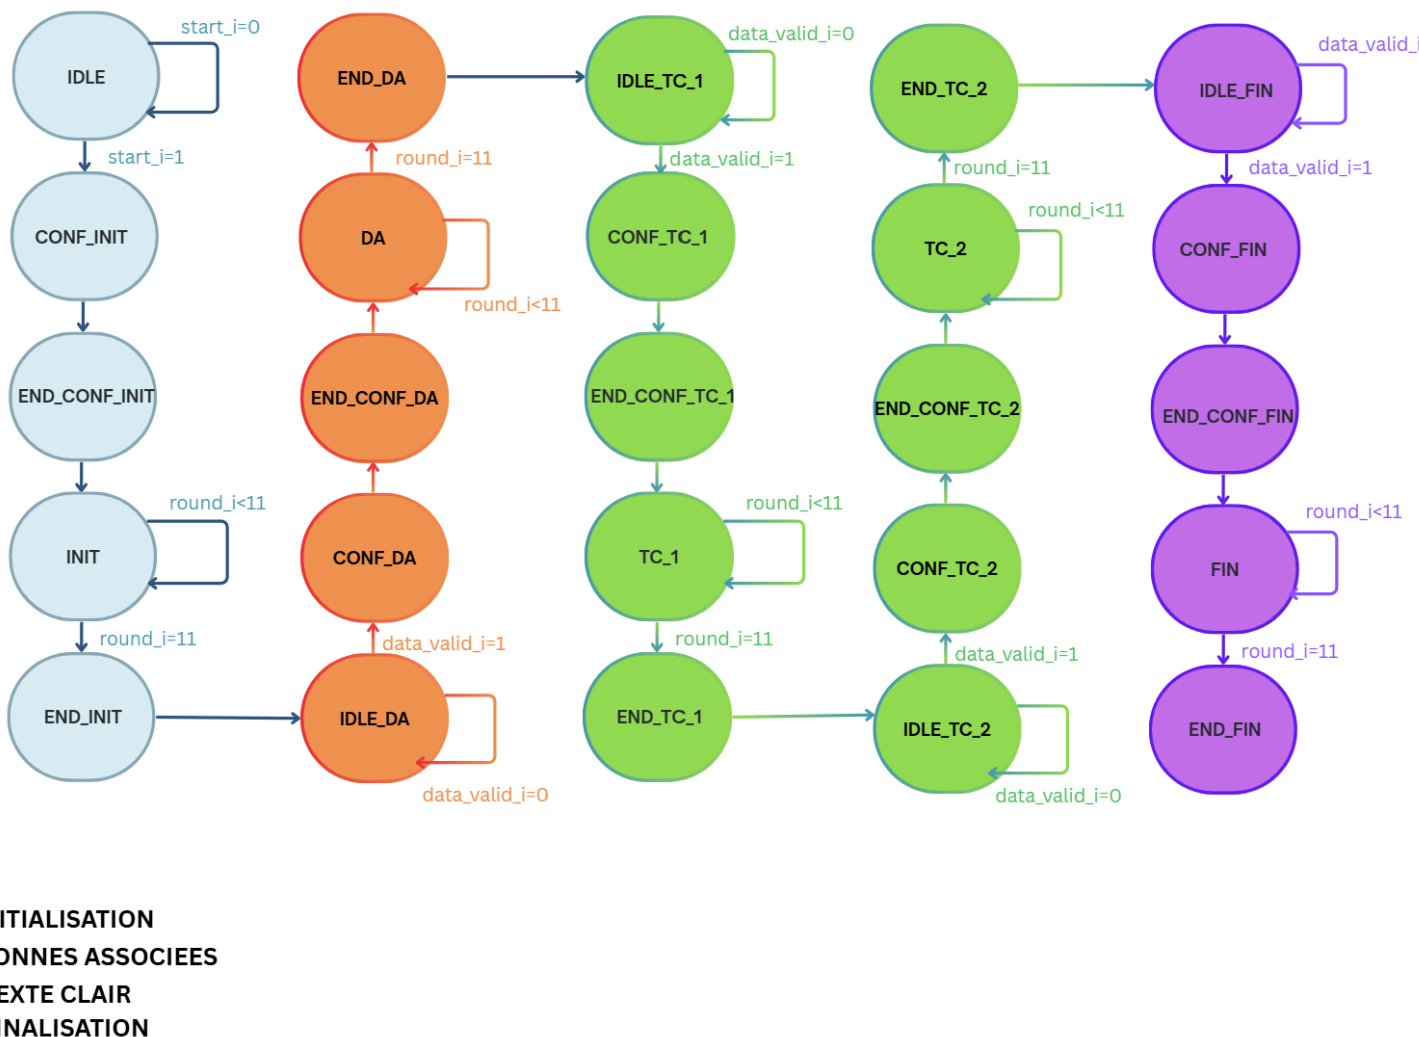 start_i=0
IDLE
start_i=1
CONF_INIT
END_CONF_INIT
round_i<11
INIT
round_i=11
END_INIT
END_DA
round_i=11
DA
round_i<11
END_CONF_DA
CONF_DA
data_valid_i=1
IDLE_DA
data_valid_i=0
data_valid_i=0
IDLE_TC_1
data_valid_i=1
CONF_TC_1
END_CONF_TC_1
round_i<11
TC_1
round_i=11
END_TC_1
END_TC_2
round_i=11
round_i<11
TC_2
END_CONF_TC_2
CONF_TC_2
data_valid_i=1
IDLE_TC_2
data_valid_i=0
data_valid_i
IDLE_FIN
data_valid_i=1
CONF_FIN
END_CONF_FIN
round_i<11
FIN
round_i=11
END_FIN
ITIALISATION
ONNES ASSOCIEES
EXTE CLAIR
INALISATION